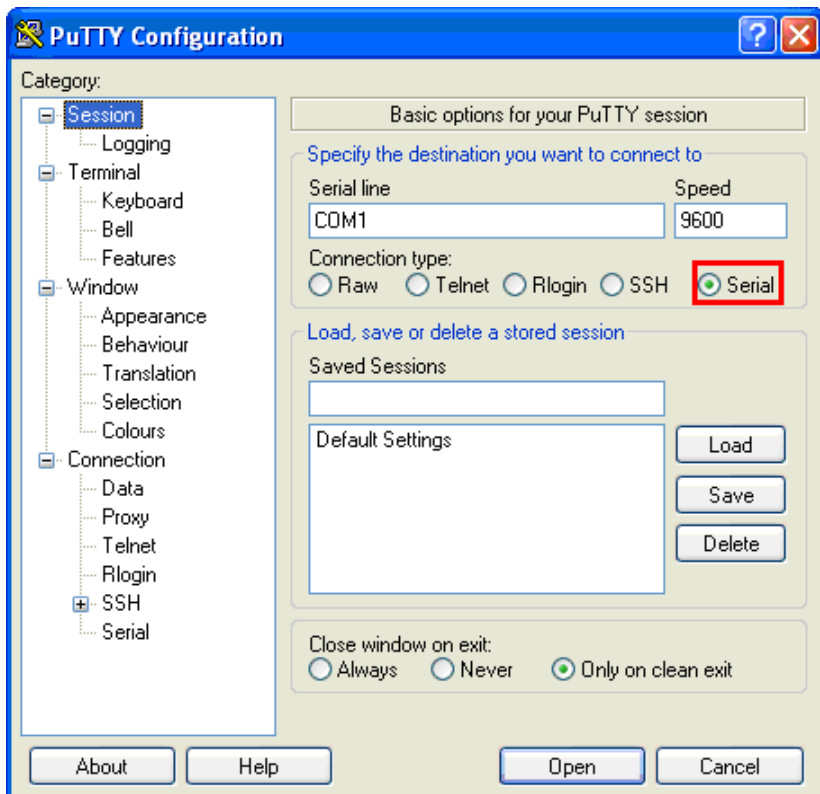 PuTTY Configuration
Category:
Session
Logging
Terminal
Keyboard
Bell
Features
Window
Appearance
Behaviour
Translation
Selection
Colours
Connection
Data
Proxy
Telnet
Rlogin
SSH
Serial
Basic options for your PuTTY session
Specify the destination you want to connect to
Serial line Speed
COM1 9600
Connection type:
Raw Telnet Rlogin SSH Serial
Load, save or delete a stored session
Saved Sessions
Default Settings
Load
Save
Delete
Close window on exit:
Always Never Only on clean exit
About Help Open Cancel